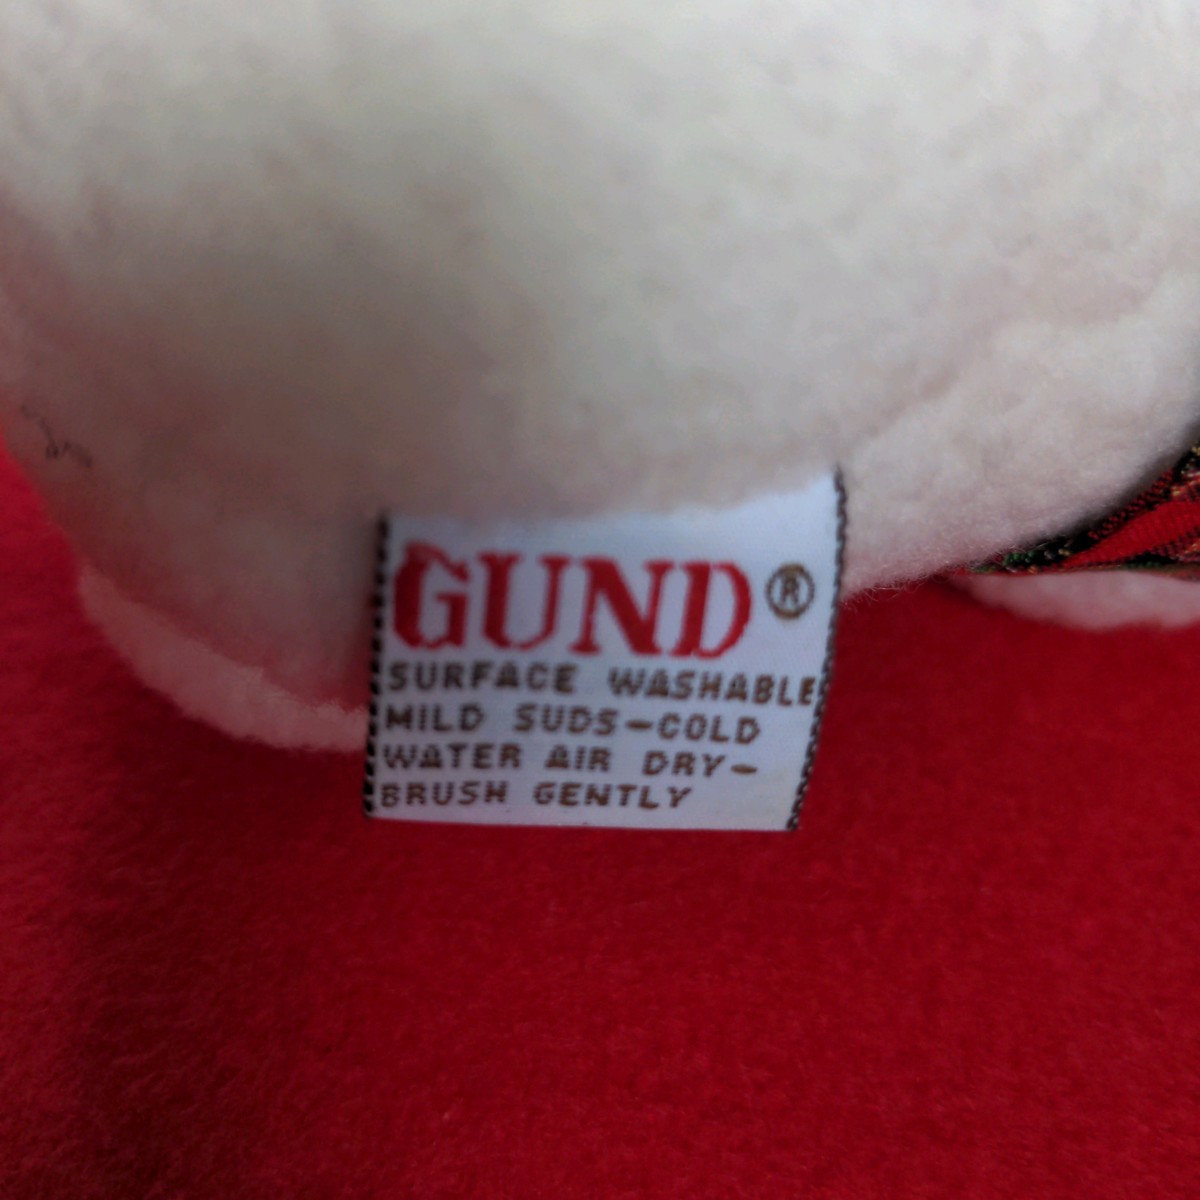 GUND®
SURFACE WASHABLE
MILD SUDS-COLD
WATER AIR DRY-
BRUSH GENTLY